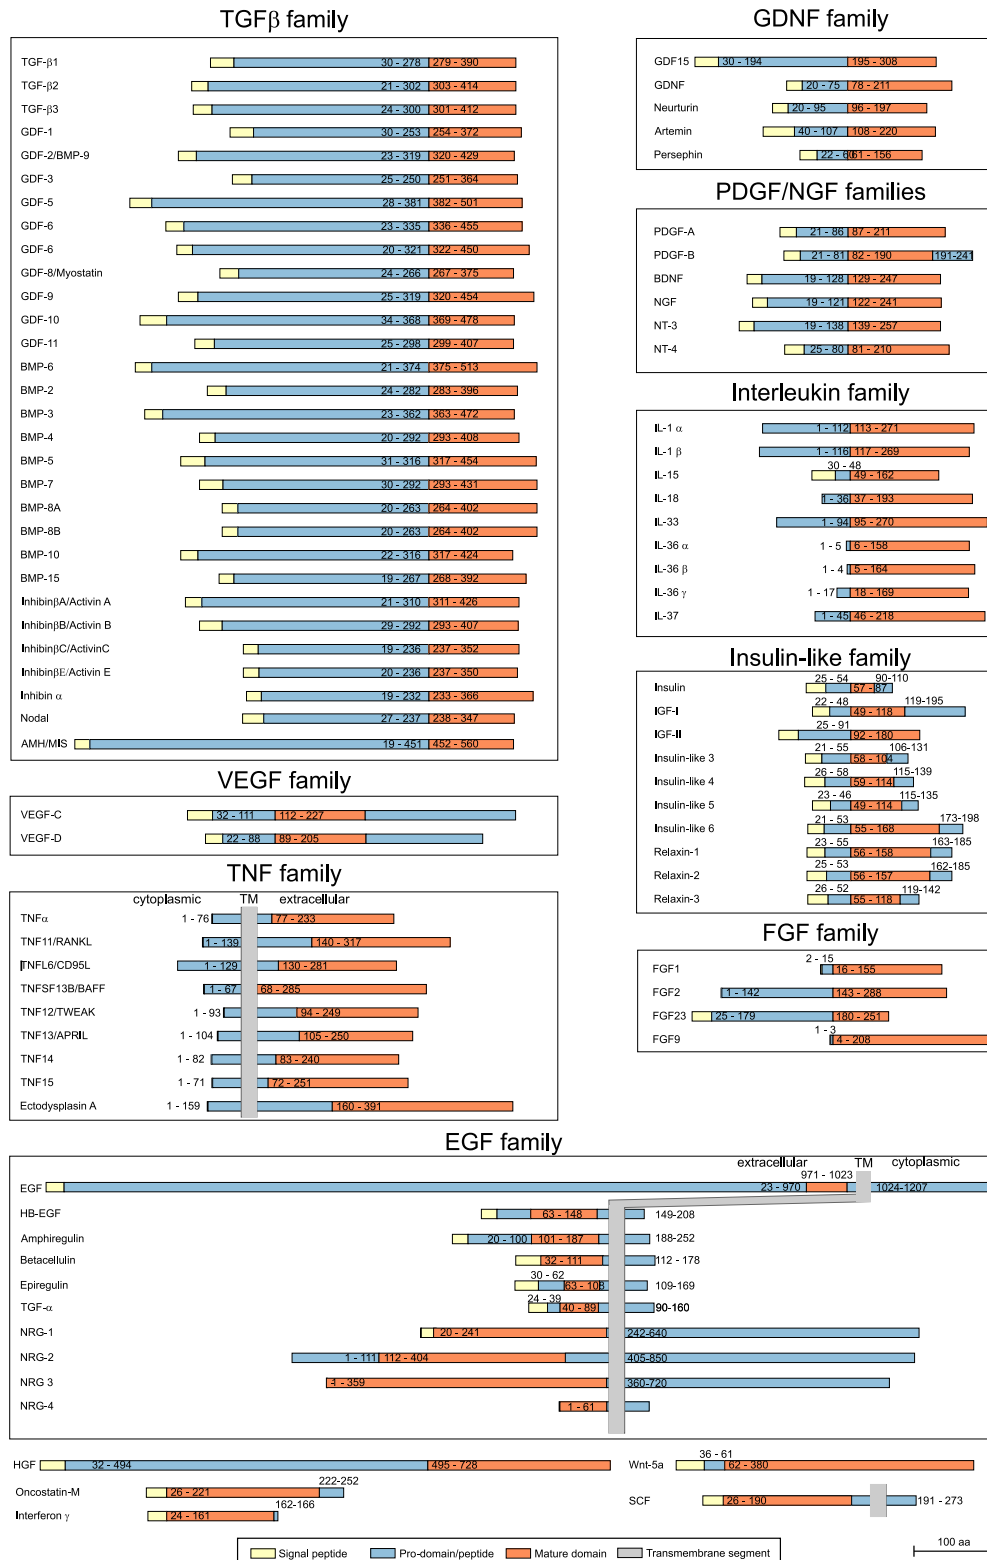 TGFβ family
TGF-β1 30 - 278 279 - 390
TGF-β2 21 - 302 303 - 414
TGF-β3 24 - 300 301 - 412
GDF-1 30 - 253 254 - 372
GDF-2/BMP-9 23 - 319 320 - 429
GDF-3 25 - 250 251 - 364
GDF-5 28 - 381 382 - 501
GDF-6 23 - 335 336 - 455
GDF-6 20 - 321 322 - 450
GDF-8/Myostatin 24 - 266 267 - 375
GDF-9 25 - 319 320 - 454
GDF-10 34 - 368 369 - 478
GDF-11 25 - 298 299 - 407
BMP-6 21 - 374 375 - 513
BMP-2 24 - 282 283 - 396
BMP-3 23 - 362 363 - 472
BMP-4 20 - 292 293 - 408
BMP-5 31 - 316 317 - 454
BMP-7 30 - 292 293 - 431
BMP-8A 20 - 263 264 - 402
BMP-8B 20 - 263 264 - 402
BMP-10 22 - 316 317 - 424
BMP-15 19 - 267 268 - 392
InhibinβA/Activin A 21 - 310 311 - 426
InhibinβB/Activin B 29 - 292 293 - 407
InhibinβC/ActivinC 19 - 236 237 - 352
InhibinβE/Activin E 20 - 236 237 - 350
Inhibin α 19 - 232 233 - 366
Nodal 27 - 237 238 - 347
AMH/MIS 19 - 451 452 - 560
VEGF family
VEGF-C 32 - 111 112 - 227
VEGF-D 22 - 88 89 - 205
TNF family
cytoplasmic TM extracellular
TNFα 1 - 76 77 - 233
TNF11/RANKL 1 - 139 140 - 317
TNFL6/CD95L 1 - 129 130 - 281
TNFSF13B/BAFF 1 - 67 68 - 285
TNF12/TWEAK 1 - 93 94 - 249
TNF13/APRIL 1 - 104 105 - 250
TNF14 1 - 82 83 - 240
TNF15 1 - 71 72 - 251
Ectodysplasin A 1 - 159 160 - 391
GDNF family
GDF15 30 - 194 195 - 308
GDNF 20 - 75 78 - 211
Neurturin 20 - 95 96 - 197
Artemin 40 - 107 108 - 220
Persephin 22 - 60 61 - 156
PDGF/NGF families
PDGF-A 21 - 86 87 - 211
PDGF-B 21 - 81 82 - 190 191-241
BDNF 19 - 128 129 - 247
NGF 19 - 121 122 - 241
NT-3 19 - 138 139 - 257
NT-4 25 - 80 81 - 210
Interleukin family
IL-1 α 1 - 112 113 - 271
IL-1 β 1 - 116 117 - 269
30 - 48
IL-15 49 - 162
IL-18 1 - 36 37 - 193
IL-33 1 - 94 95 - 270
IL-36 α 1 - 5 6 - 158
IL-36 β 1 - 4 5 - 164
IL-36 γ 1 - 17 18 - 169
IL-37 1 - 45 46 - 218
Insulin-like family
25 - 54 90-110
Insulin 57 - 87
22 - 48 119-195
IGF-I 49 - 118
25 - 91
IGF-II 92 - 180
21 - 55 106-131
Insulin-like 3 58 - 104
26 - 58 115-139
Insulin-like 4 59 - 114
23 - 46 115-135
Insulin-like 5 49 - 114
21 - 53 173-198
Insulin-like 6 55 - 168
23 - 55 163-185
Relaxin-1 56 - 158
25 - 53 162-185
Relaxin-2 56 - 157
26 - 52 119-142
Relaxin-3 55 - 118
FGF family
2 - 15
FGF1 16 - 155
FGF2 1 - 142 143 - 288
FGF23 25 - 179 180 - 251
1 - 3
FGF9 4 - 208
EGF family
extracellular TM cytoplasmic
971 - 1023
EGF 23 - 970 1024-1207
HB-EGF 63 - 148 149-208
Amphiregulin 20 - 100 101 - 187 188-252
Betacellulin 32 - 111 112 - 178
30 - 62
Epiregulin 63 - 108 109-169
24 - 39
TGF-α 40 - 89 90-160
NRG-1 20 - 241 242-640
NRG-2 1 - 111 112 - 404 405-850
NRG 3 1 - 359 360-720
NRG-4 1 - 61
HGF 32 - 494 495 - 728
222-252
Oncostatin-M 26 - 221
162-166
Interferon γ 24 - 161
36 - 61
Wnt-5a 62 - 380
SCF 26 - 190 191 - 273
Signal peptide Pro-domain/peptide Mature domain Transmembrane segment
100 aa